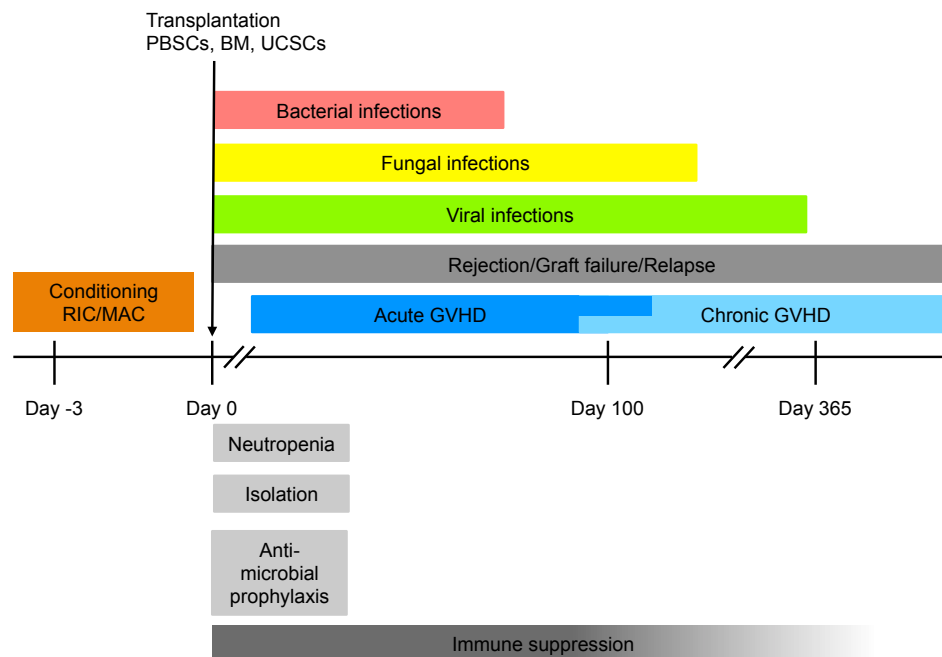 Transplantation
PBSCs, BM, UCSCs
Bacterial infections
Fungal infections
Viral infections
Rejection/Graft failure/Relapse
Conditioning
RIC/MAC
Acute GVHD
Chronic GVHD
Day -3
Day 0
Day 100
Day 365
Neutropenia
Isolation
Anti-
microbial
prophylaxis
Immune suppression